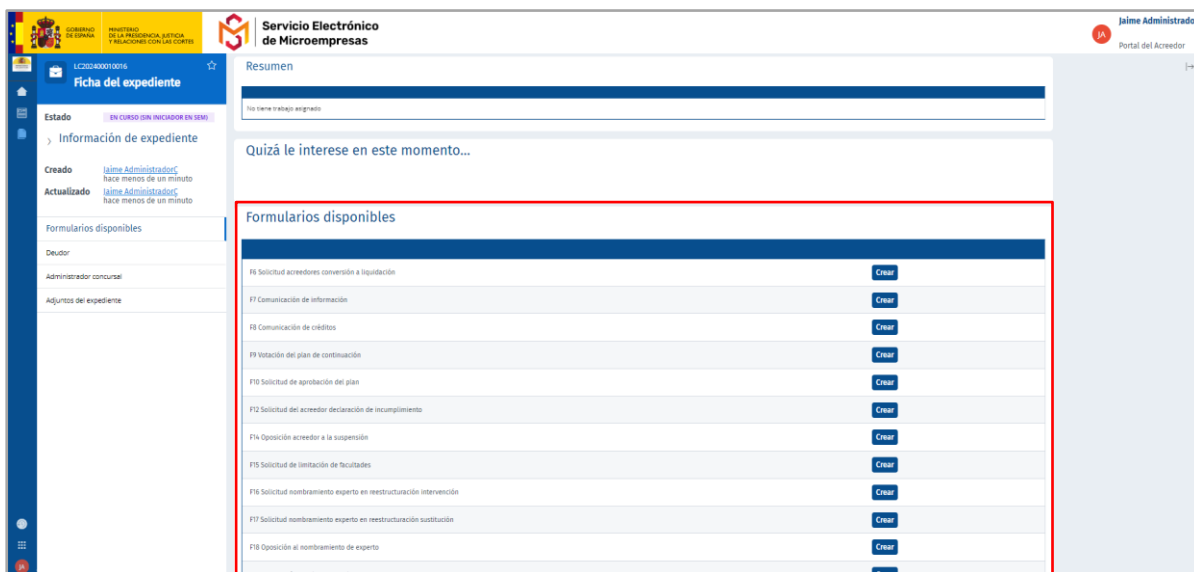 GOBIERNO
DE ESPAÑA
MINISTERIO
DE LA PRESIDENCIA, JUSTICIA
Y RELACIONES CON LAS CORTES
Servicio Electrónico
de Microempresas
JA
Jaime Administrado
Portal del Acreedor
LC202400010016
Ficha del expediente
Estado EN CURSO (SIN INICIADOR EN SEM)
Información de expediente
Creado Jaime AdministradorC
hace menos de un minuto
Actualizado Jaime AdministradorC
hace menos de un minuto
Formularios disponibles
Deudor
Administrador concursal
Adjuntos del expediente
JA
Resumen
No tiene trabajo asignado
Quizá le interese en este momento...
Formularios disponibles
F6 Solicitud acreedores conversión a liquidación Crear
F7 Comunicación de información Crear
F8 Comunicación de créditos Crear
F9 Votación del plan de continuación Crear
F10 Solicitud de aprobación del plan Crear
F12 Solicitud del acreedor declaración de incumplimiento Crear
F14 Oposición acreedor a la suspensión Crear
F15 Solicitud de limitación de facultades Crear
F16 Solicitud nombramiento experto en reestructuración intervención Crear
F17 Solicitud nombramiento experto en reestructuración sustitución Crear
F18 Oposición al nombramiento de experto Crear